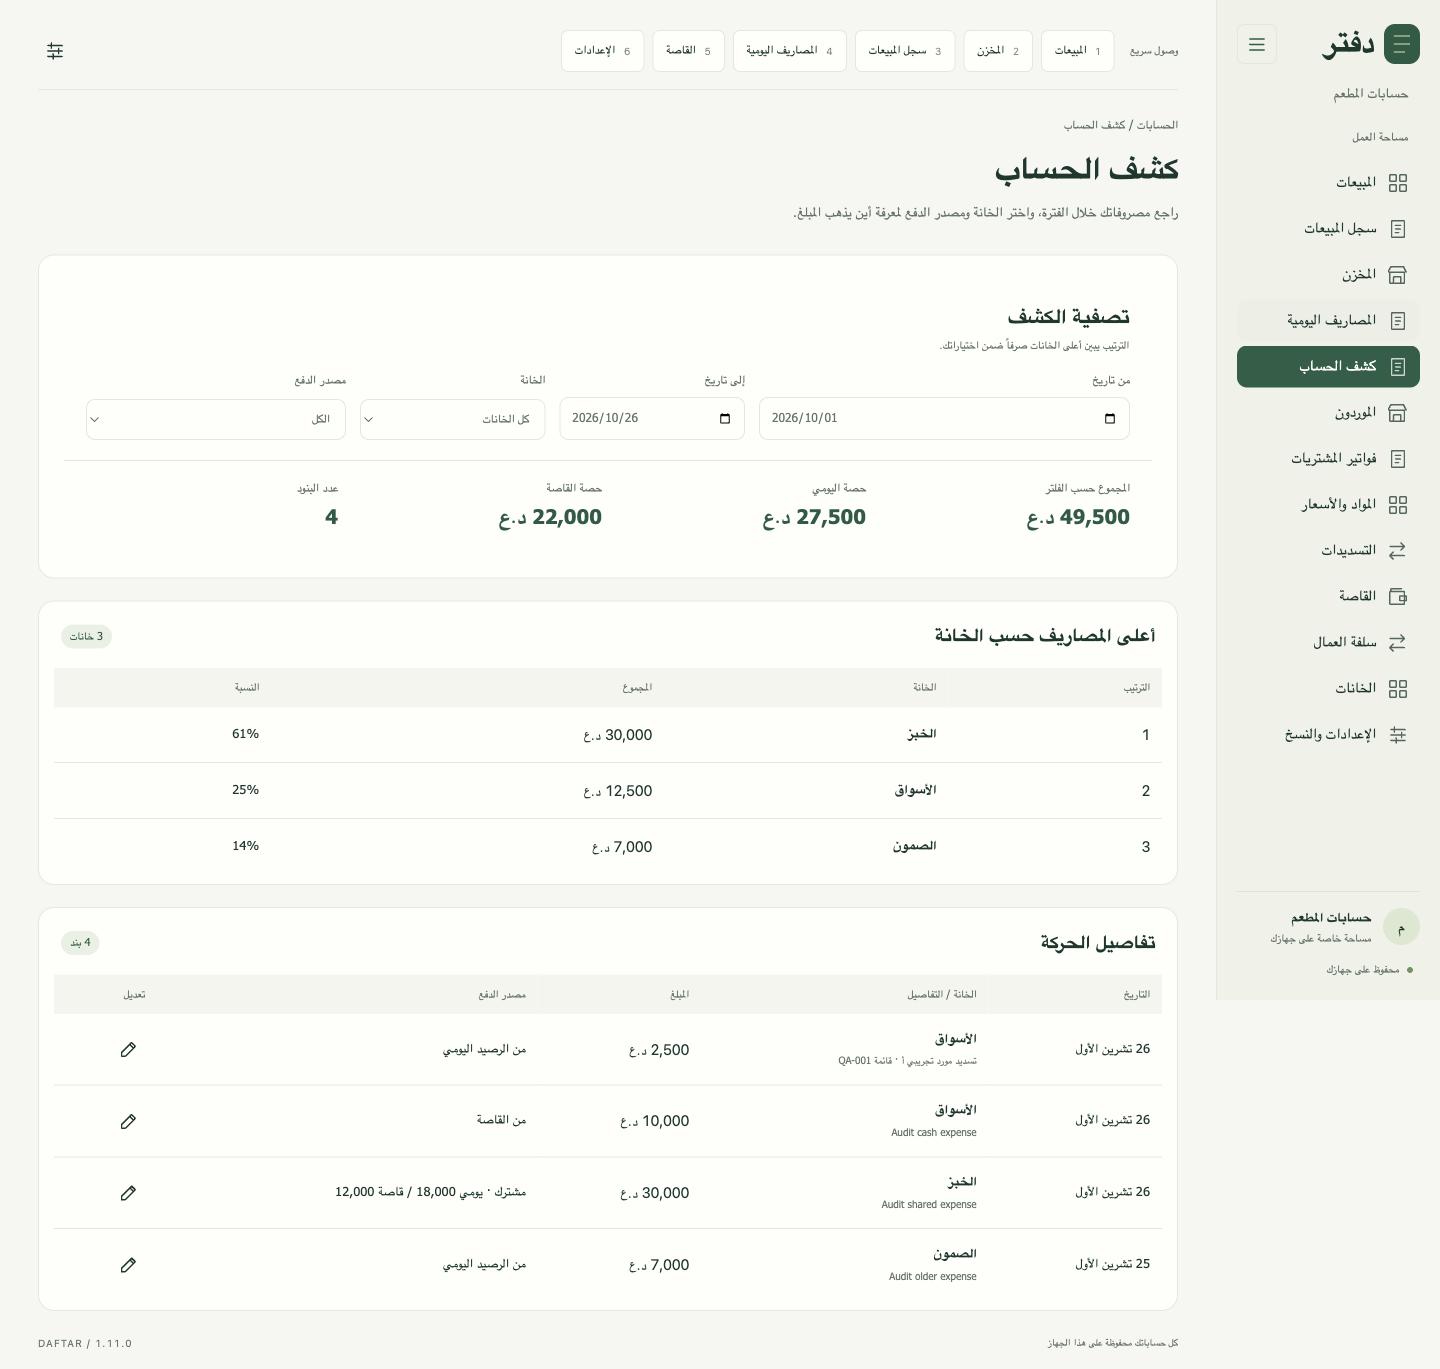 دفتر
حسابات المطعم
مساحة العمل
المبيعات
سجل المبيعات
المخزن
المصاريف اليومية
كشف الحساب
الموردون
فواتير المشتريات
المواد والأسعار
التسديدات
القاصة
سلفة العمال
الخانات
الإعدادات والنسخ
م
حسابات المطعم
مساحة خاصة على جهازك
محفوظ على جهازك
وصول سريع
1 المبيعات
2 المخزن
3 سجل المبيعات
4 المصاريف اليومية
5 القاصة
6 الإعدادات
الحسابات / كشف الحساب
كشف الحساب
راجع مصروفاتك خلال الفترة، واختر الخانة ومصدر الدفع لمعرفة أين يذهب المبلغ.
تصفية الكشف
الترتيب يبين أعلى الخانات صرفاً ضمن اختياراتك.
من تاريخ إلى تاريخ الخانة مصدر الدفع
2026/10/01 2026/10/26 كل الخانات الكل
المجموع حسب الفلتر حصة اليومي حصة القاصة عدد البنود
49,500 د.ع 27,500 د.ع 22,000 د.ع 4
أعلى المصاريف حسب الخانة 3 خانات
الترتيب الخانة المجموع النسبة
1 الخبز 30,000 د.ع 61%
2 الأسواق 12,500 د.ع 25%
3 الصمون 7,000 د.ع 14%
تفاصيل الحركة 4 بند
التاريخ الخانة / التفاصيل المبلغ مصدر الدفع تعديل
26 تشرين الأول الأسواق 2,500 د.ع من الرصيد اليومي
تسديد مورد تجريبي أ · قائمة QA-001
26 تشرين الأول الأسواق 10,000 د.ع من القاصة
Audit cash expense
26 تشرين الأول الخبز 30,000 د.ع مشترك · يومي 18,000 / قاصة 12,000
Audit shared expense
25 تشرين الأول الصمون 7,000 د.ع من الرصيد اليومي
Audit older expense
كل حساباتك محفوظة على هذا الجهاز
DAFTAR / 1.11.0